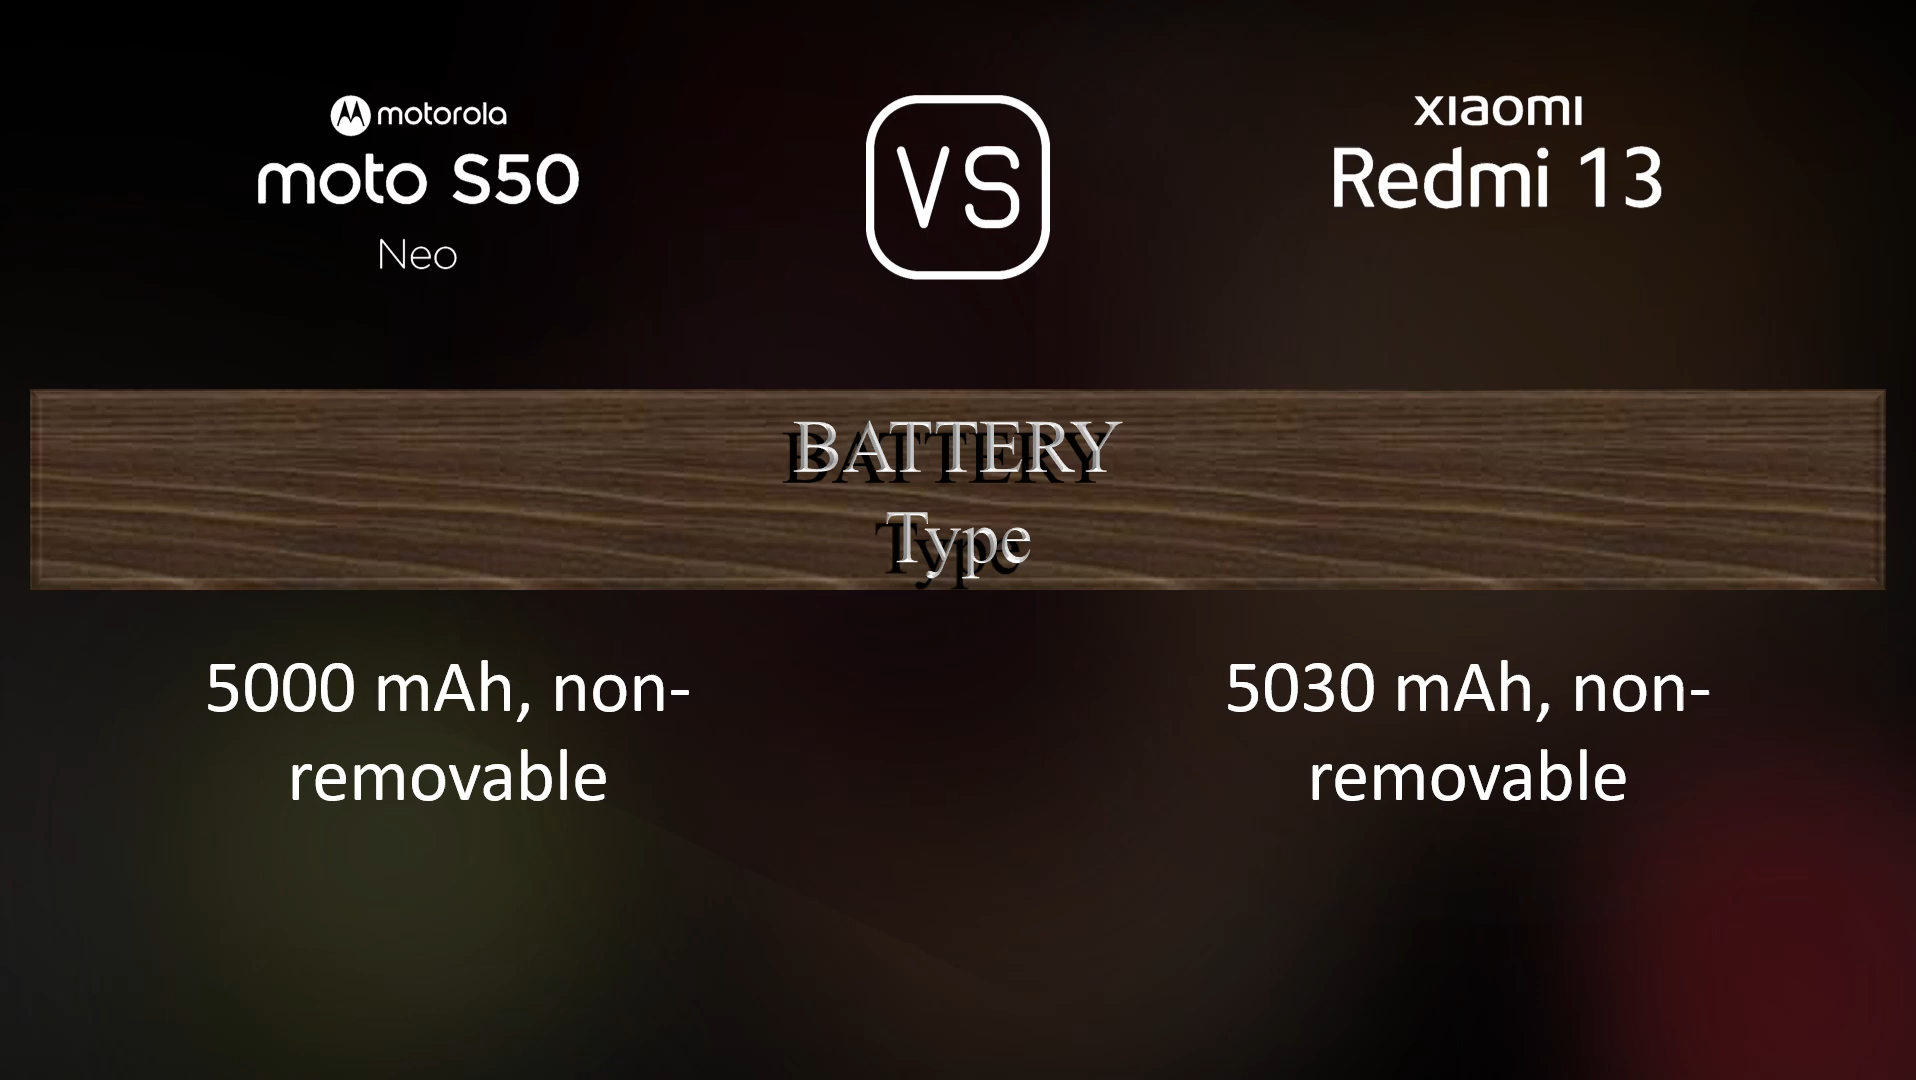 motorola
moto S50
Neo
VS
xiaomi
Redmi 13
BATTERY
Type
5000 mAh, non-
removable
5030 mAh, non-
removable